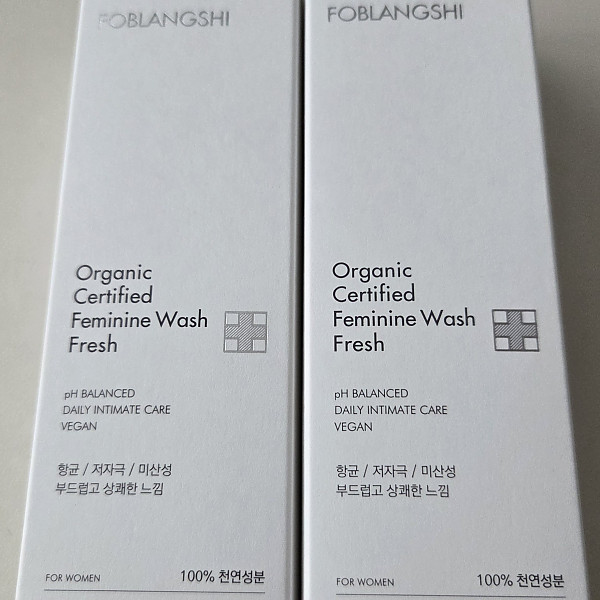 FOBLANGSHI
Organic
Certified
Feminine Wash
Fresh
pH BALANCED
DAILY INTIMATE CARE
VEGAN
항균 / 저자극 / 미산성
부드럽고 상쾌한 느낌
FOR WOMEN
100% 천연성분
FOBLANGSHI
Organic
Certified
Feminine Wash
Fresh
pH BALANCED
DAILY INTIMATE CARE
VEGAN
항균 / 저자극 / 미산성
부드럽고 상쾌한 느낌
FOR WOMEN
100% 천연성분